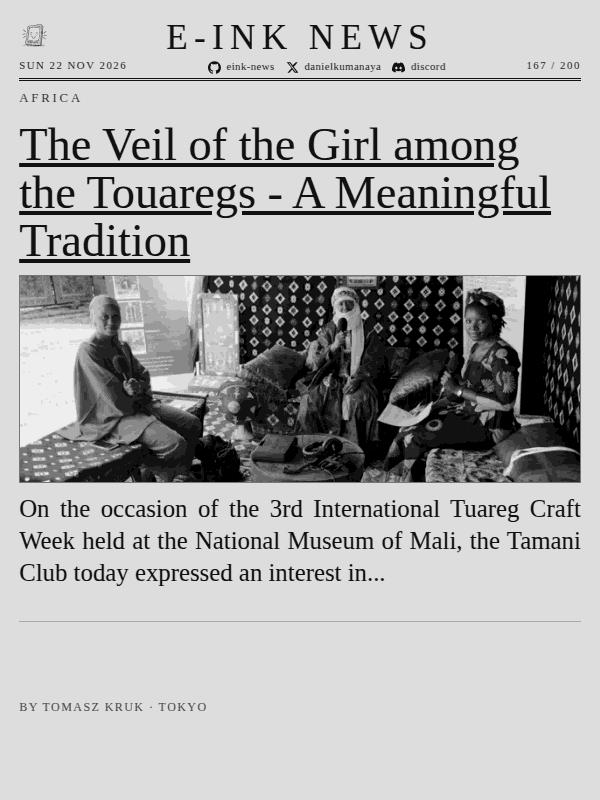 E-INK NEWS
SUN 22 NOV 2026 eink-news danielkumanaya discord 167 / 200
AFRICA
The Veil of the Girl among
the Touaregs - A Meaningful
Tradition
On the occasion of the 3rd International Tuareg Craft
Week held at the National Museum of Mali, the Tamani
Club today expressed an interest in...
BY TOMASZ KRUK · TOKYO